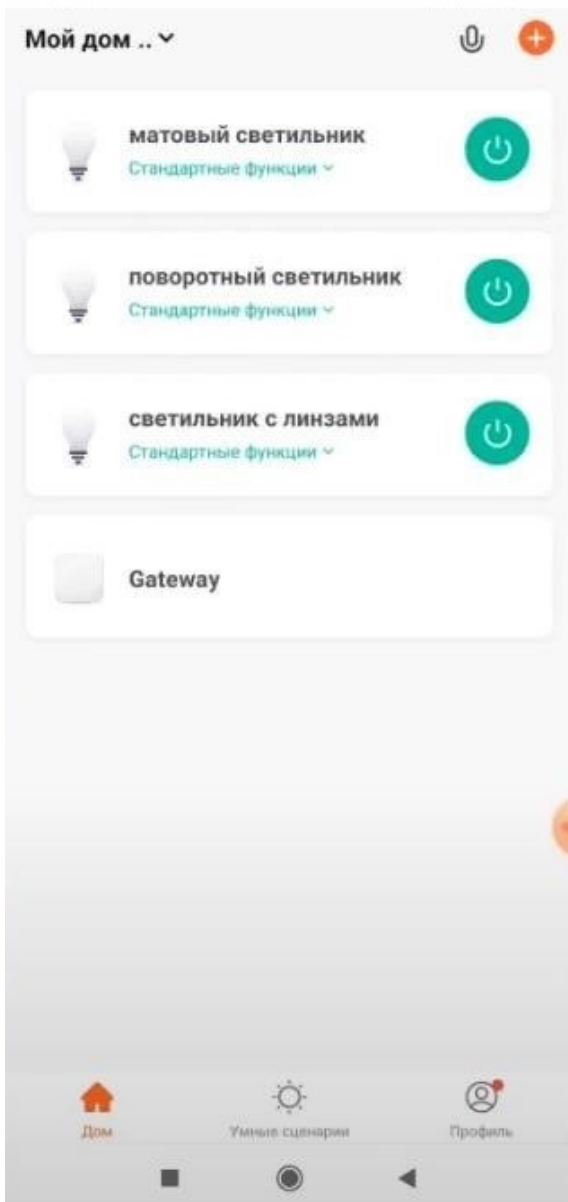 Мой дом ..
матовый светильник
Стандартные функции
поворотный светильник
Стандартные функции
светильник с линзами
Стандартные функции
Gateway
Дом
Умные сценарии
Профиль